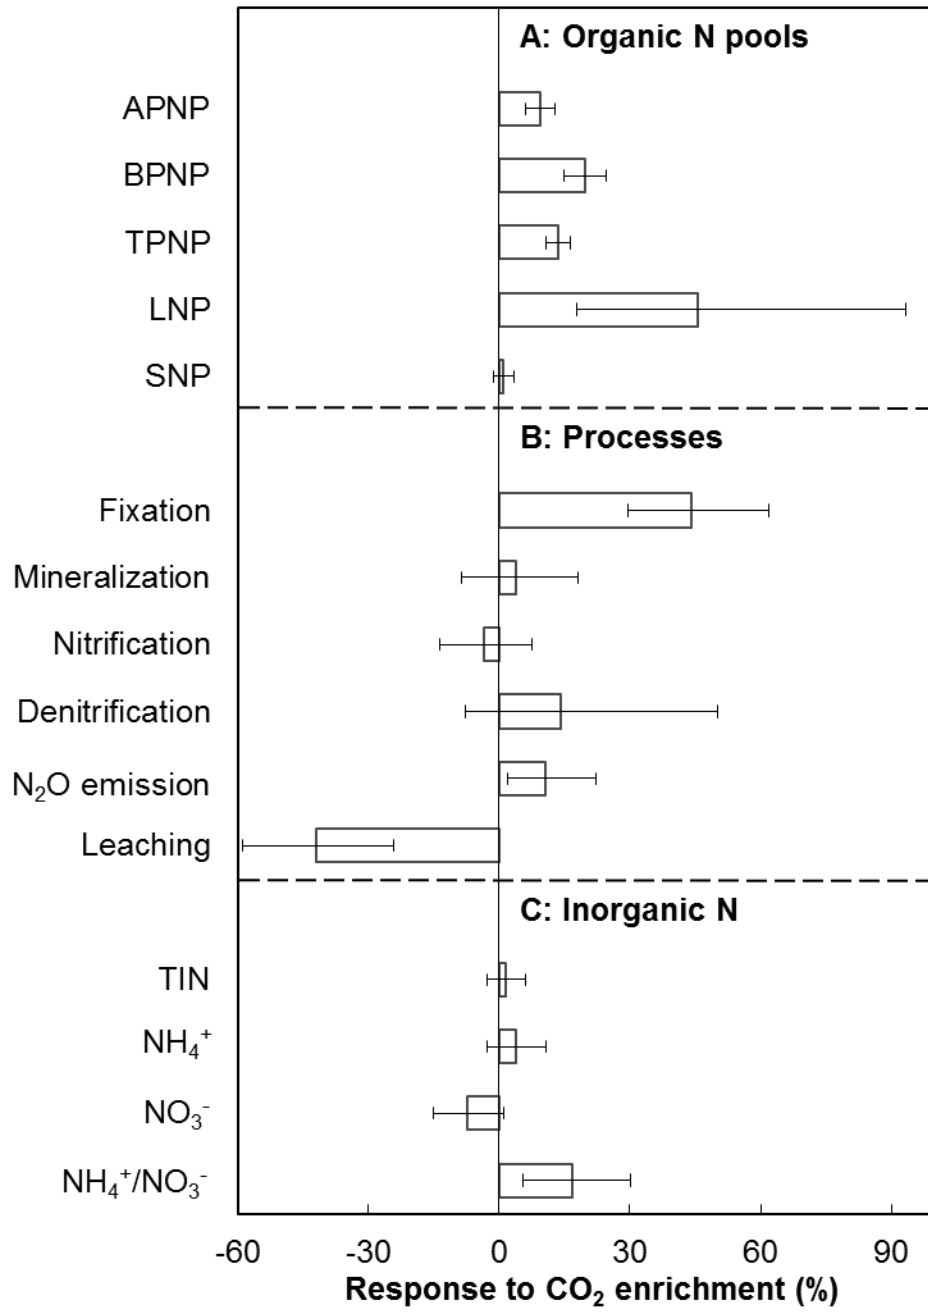 A: Organic N pools
APNP
BPNP
TPNP
LNP
SNP
B: Processes
Fixation
Mineralization
Nitrification
Denitrification
N₂O emission
Leaching
C: Inorganic N
TIN
NH₄⁺
NO₃⁻
NH₄⁺/NO₃⁻
-60 -30 0 30 60 90
Response to CO₂ enrichment (%)